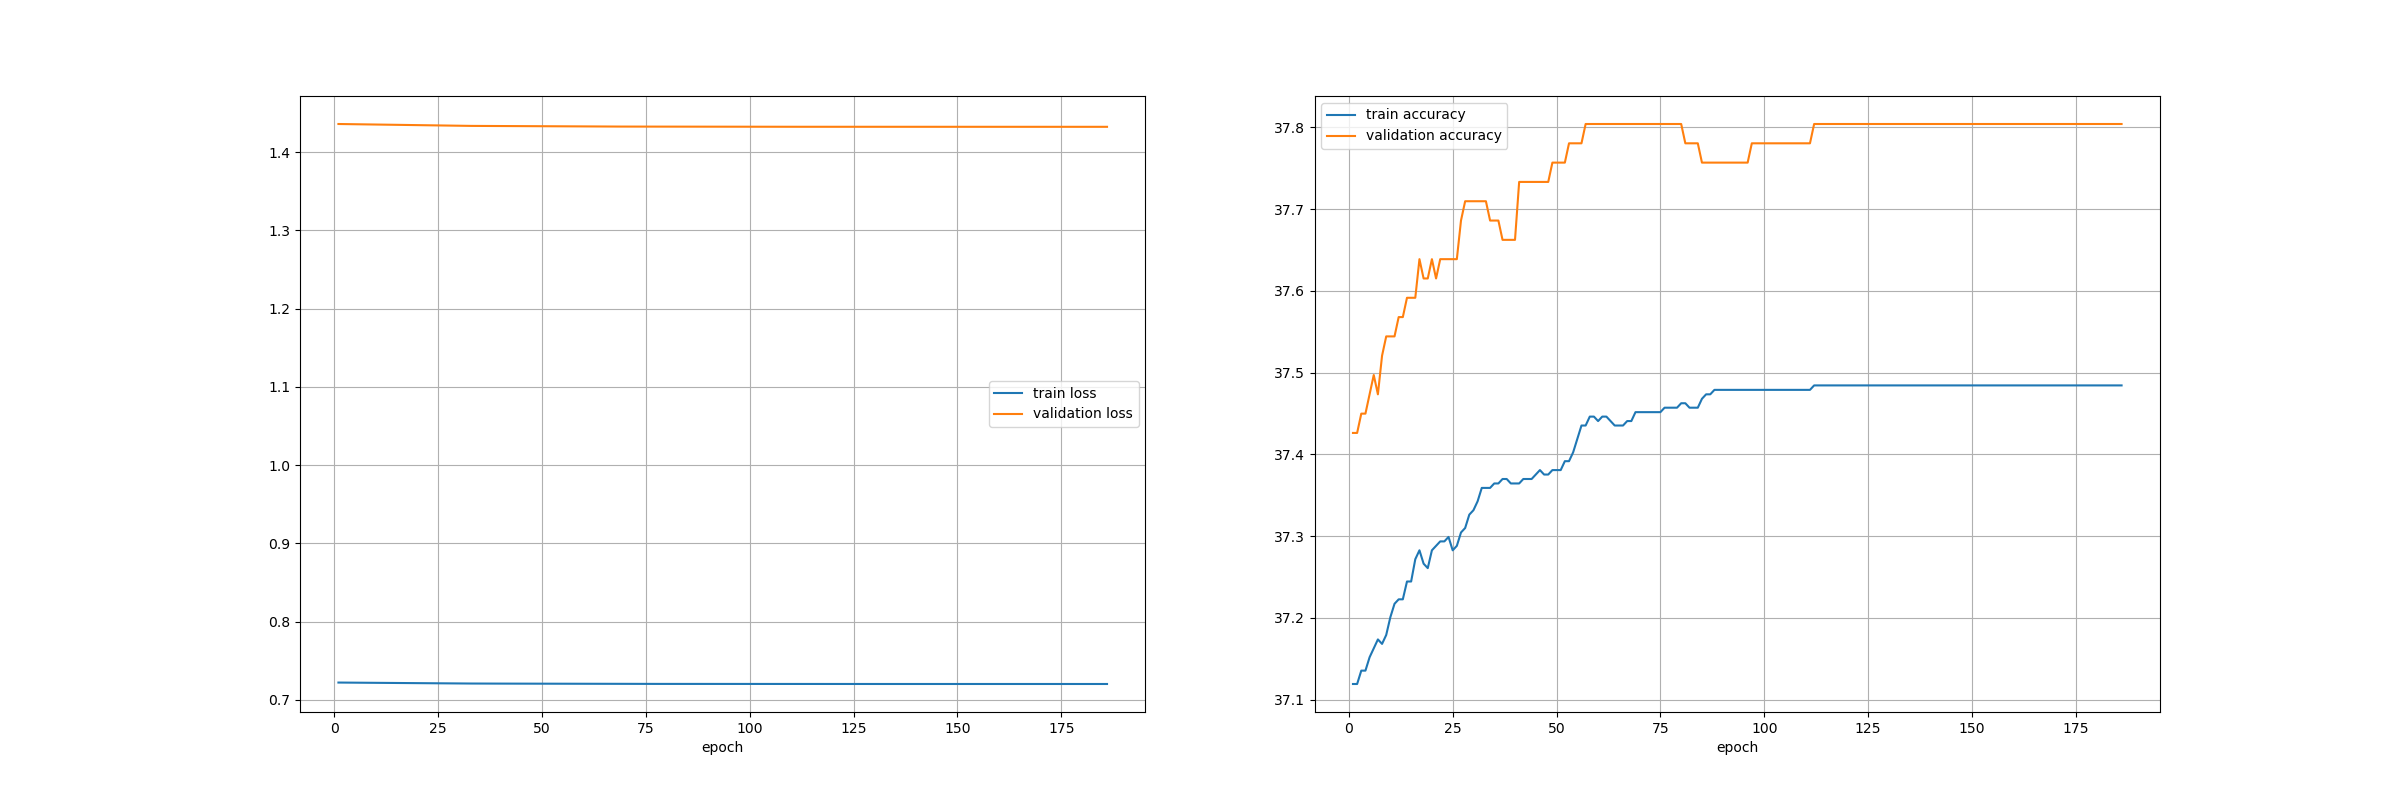 1.4
1.3
1.2
1.1
1.0
0.9
0.8
0.7
0 25 50 75 100 125 150 175
epoch
train loss
validation loss
train accuracy
validation accuracy
37.8
37.7
37.6
37.5
37.4
37.3
37.2
37.1
0 25 50 75 100 125 150 175
epoch